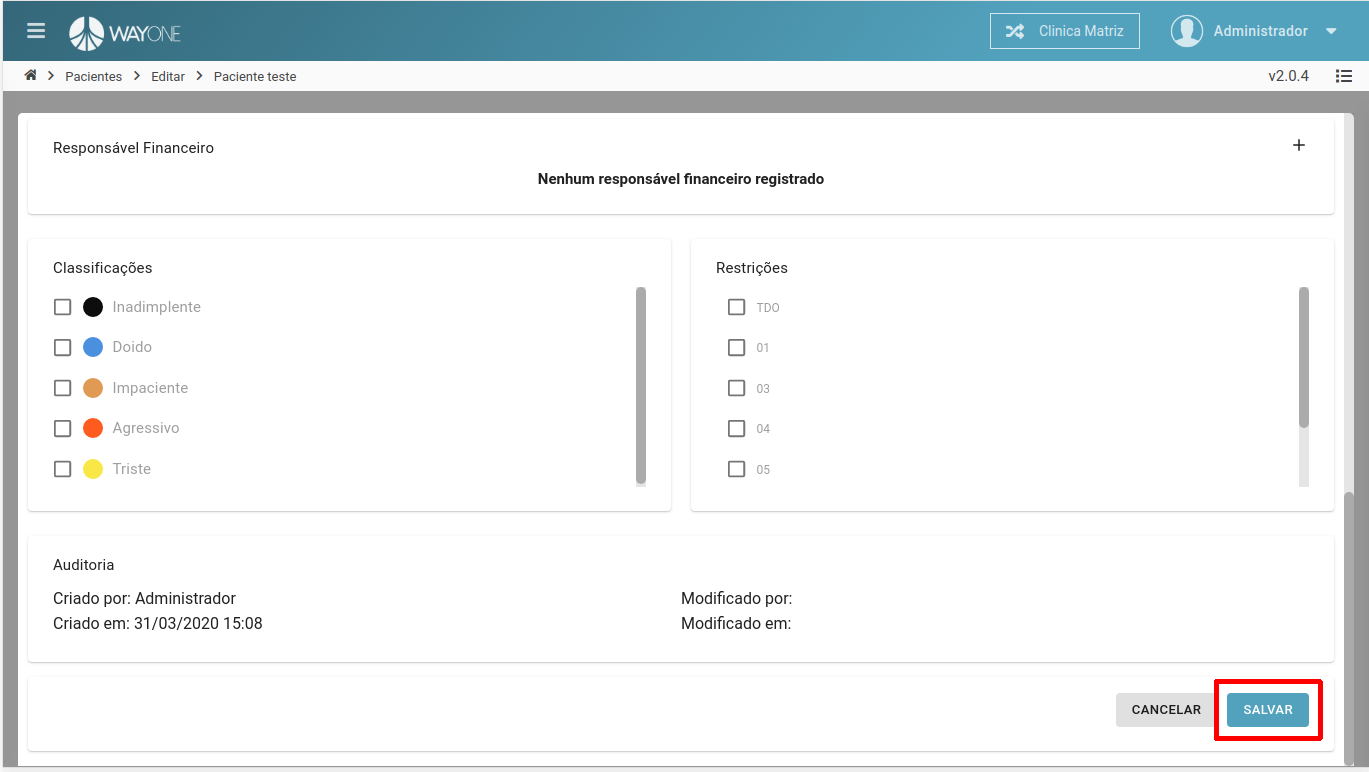 WAYONE
Clinica Matriz
Administrador
Pacientes
Editar
Paciente teste
v2.0.4
Responsável Financeiro
Nenhum responsável financeiro registrado
Classificações
Inadimplente
Doido
Impaciente
Agressivo
Triste
Restrições
TDO
01
03
04
05
Auditoria
Criado por: Administrador
Criado em: 31/03/2020 15:08
Modificado por:
Modificado em:
CANCELAR
SALVAR